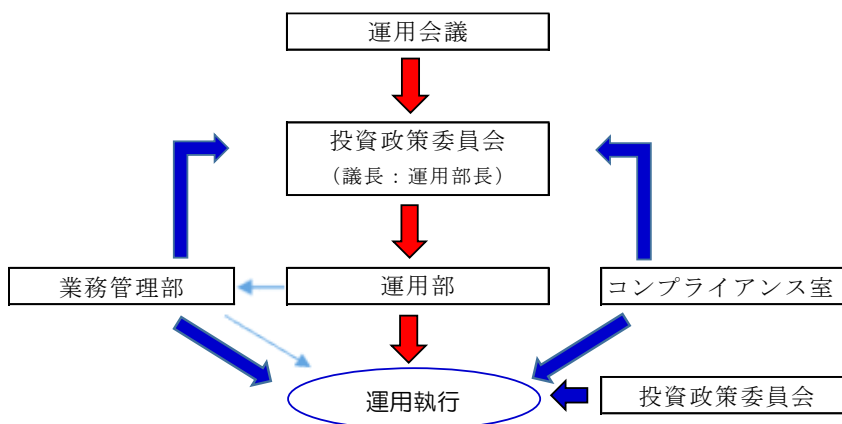 運用会議
投資政策委員会
（議長：運用部長）
業務管理部
運用部
コンプライアンス室
運用執行
投資政策委員会